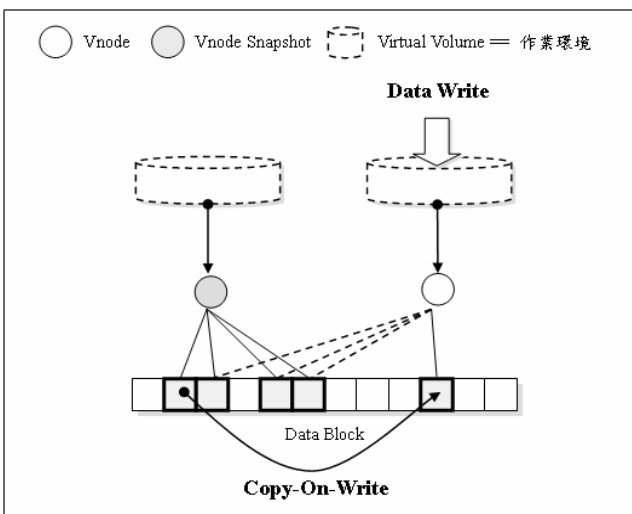 Vnode Vnode Snapshot Virtual Volume = 作業環境
Data Write
Data Block
Copy-On-Write